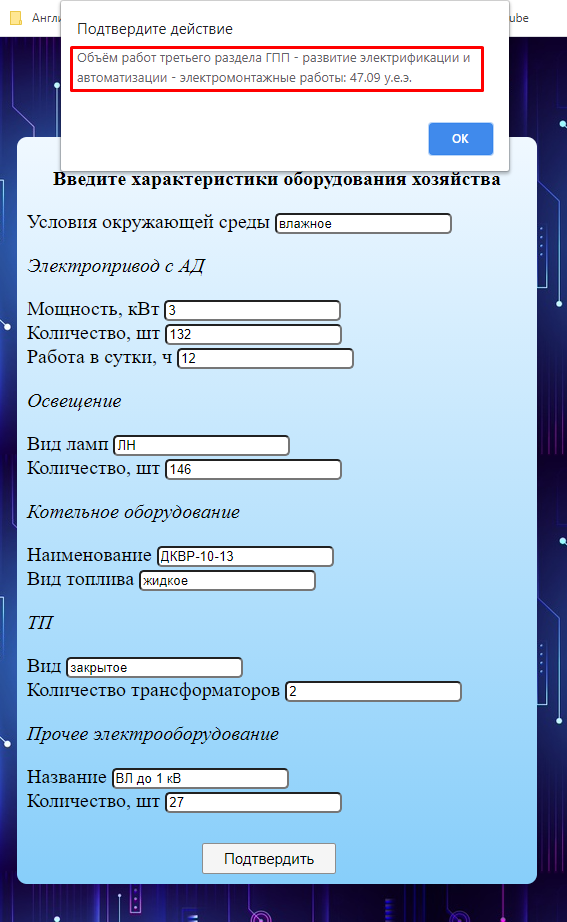 Англи
ube
Подтвердите действие
Объём работ третьего раздела ГПП - развитие электрификации и
автоматизации - электромонтажные работы: 47.09 у.е.э.
ОК
Введите характеристики оборудования хозяйства
Условия окружающей среды влажное
Электропривод с АД
Мощность, кВт 3
Количество, шт 132
Работа в сутки, ч 12
Освещение
Вид ламп ЛН
Количество, шт 146
Котельное оборудование
Наименование ДКВР-10-13
Вид топлива жидкое
ТП
Вид закрытое
Количество трансформаторов 2
Прочее электрооборудование
Название ВЛ до 1 кВ
Количество, шт 27
Подтвердить